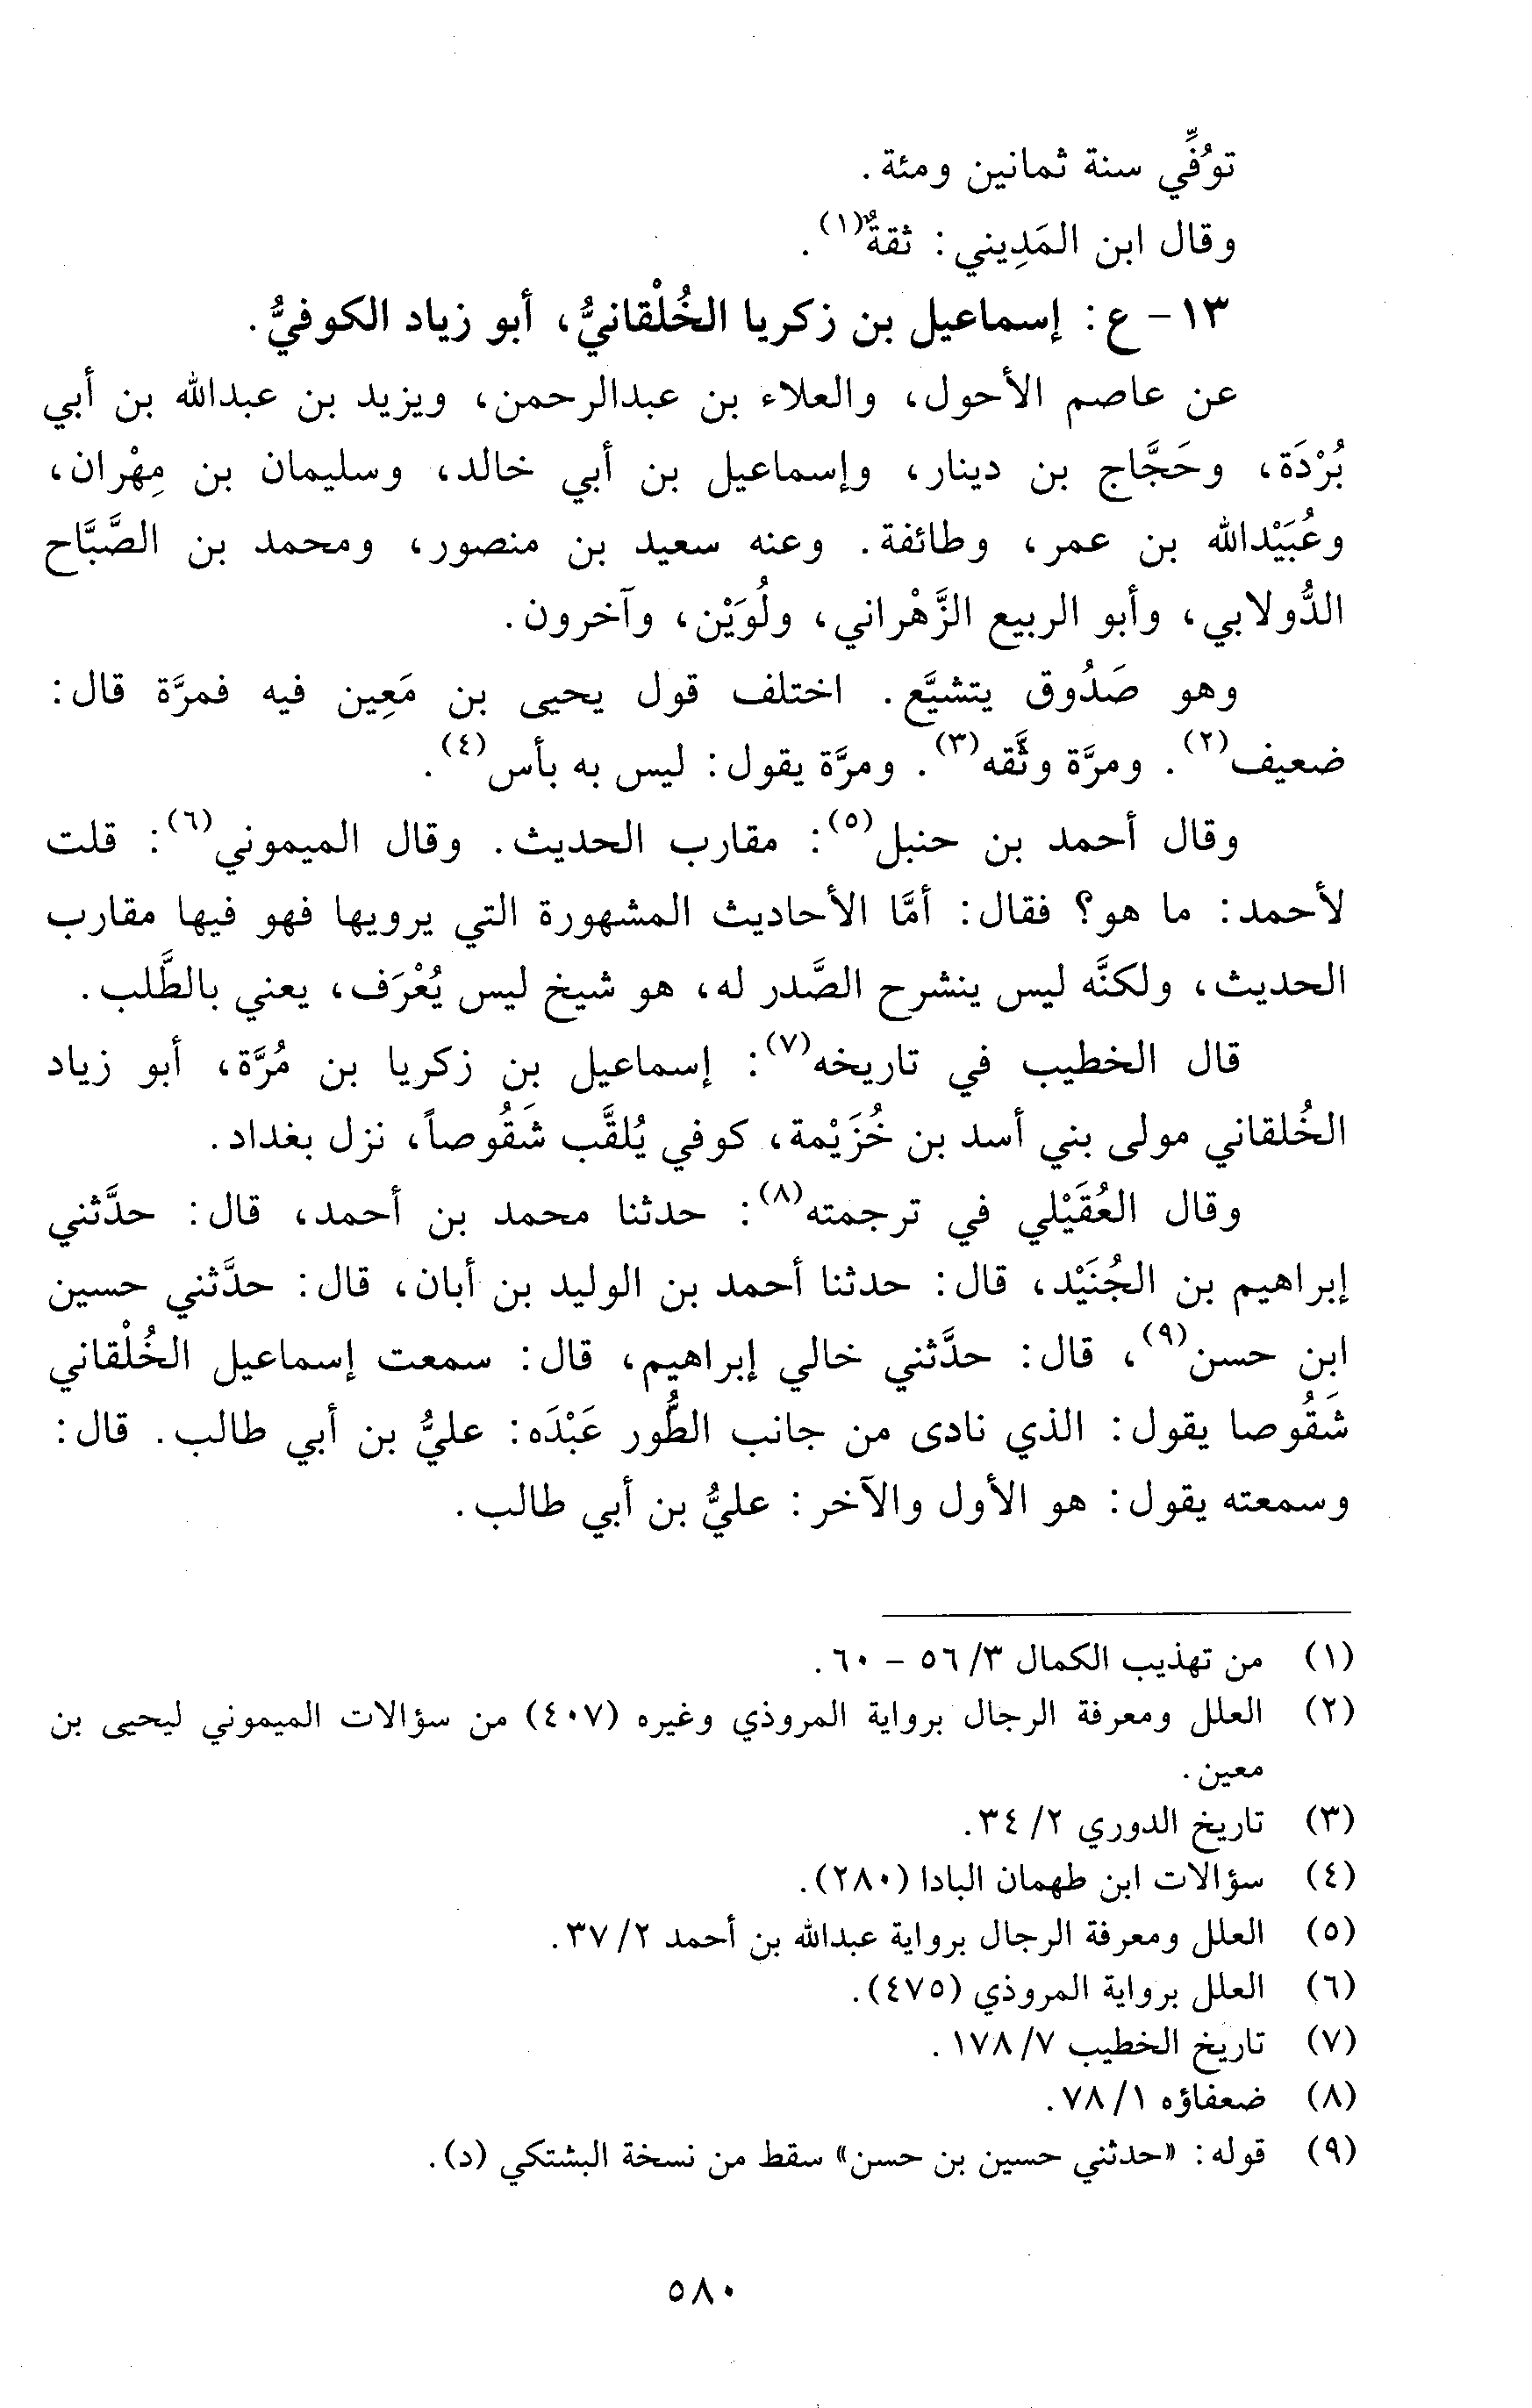 توُفِّي سنة ثمانين ومئة.
وقال ابن المَدِيني: ثقةٌ(١).
١٣- ع: إسماعيل بن زكريا الخُلْقانيُّ، أبو زياد الكوفيُّ.
عن عاصم الأحول، والعلاء بن عبدالرحمن، ويزيد بن عبدالله بن أبي
بُرْدَة، وحَجَّاج بن دينار، وإسماعيل بن أبي خالد، وسليمان بن مِهْران،
وعُبَيْدالله بن عمر، وطائفة. وعنه سعيد بن منصور، ومحمد بن الصَّبَّاح
الدُّولابي، وأبو الربيع الزَّهْراني، ولُوَيْن، وآخرون.
وهو صَدُوق يتشيَّع. اختلف قول يحيى بن مَعِين فيه فمرَّة قال:
ضعيف(٢). ومرَّة وثَّقه(٣). ومرَّة يقول: ليس به بأس(٤).
وقال أحمد بن حنبل(٥): مقارب الحديث. وقال الميموني(٦): قلت
لأحمد: ما هو؟ فقال: أمَّا الأحاديث المشهورة التي يرويها فهو فيها مقارب
الحديث، ولكنَّه ليس ينشرح الصَّدر له، هو شيخ ليس يُعْرَف، يعني بالطَّلب.
قال الخطيب في تاريخه(٧): إسماعيل بن زكريا بن مُرَّة، أبو زياد
الخُلقاني مولى بني أسد بن خُزَيْمة، كوفي يُلقَّب شَقُوصاً، نزل بغداد.
وقال العُقَيْلي في ترجمته(٨): حدثنا محمد بن أحمد، قال: حدَّثني
إبراهيم بن الجُنَيْد، قال: حدثنا أحمد بن الوليد بن أبان، قال: حدَّثني حسين
ابن حسن(٩)، قال: حدَّثني خالي إبراهيم، قال: سمعت إسماعيل الخُلْقاني
شَقُوصا يقول: الذي نادى من جانب الطُّور عَبْدَه: عليُّ بن أبي طالب. قال:
وسمعته يقول: هو الأول والآخر: عليُّ بن أبي طالب.
(١) من تهذيب الكمال ٣/ ٥٦ - ٦٠.
(٢) العلل ومعرفة الرجال برواية المروذي وغيره (٤٠٧) من سؤالات الميموني ليحيى بن
معين.
(٣) تاريخ الدوري ٢/ ٣٤.
(٤) سؤالات ابن طهمان البادا (٢٨٠).
(٥) العلل ومعرفة الرجال برواية عبدالله بن أحمد ٢/ ٣٧.
(٦) العلل برواية المروذي (٤٧٥).
(٧) تاريخ الخطيب ٧/ ١٧٨.
(٨) ضعفاؤه ١/ ٧٨.
(٩) قوله: «حدثني حسين بن حسن» سقط من نسخة البشتكي (د).
٥٨٠